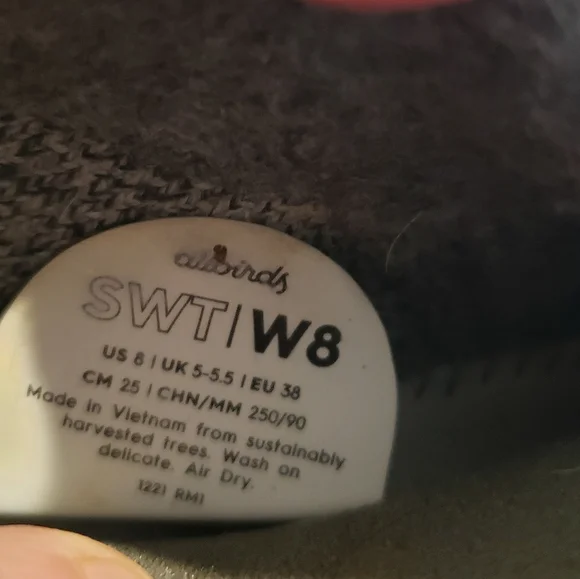 allbirds
SWT|W8
US 8 | UK 5-5.5 | EU 38
CM 25 | CHN/MM 250/90
Made in Vietnam from sustainably
harvested trees. Wash on
delicate. Air Dry.
1221 RM1